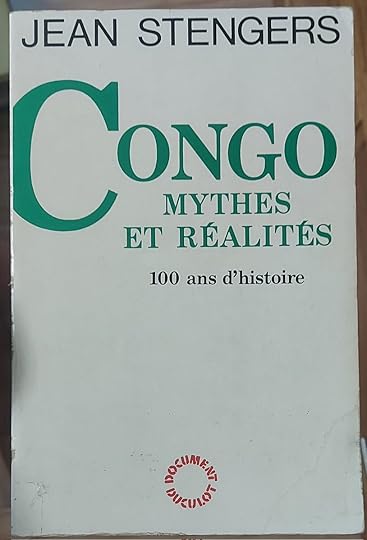 JEAN STENGERS
CONGO
MYTHES
ET RÉALITÉS
100 ans d'histoire
DOCUMENT
DUCULOT